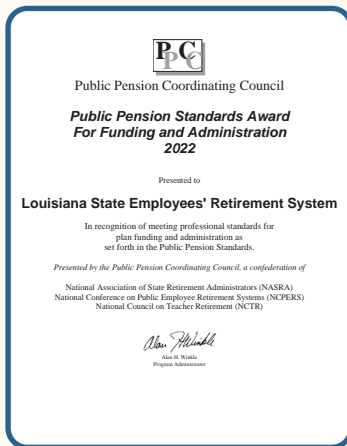 PPCC
Public Pension Coordinating Council
Public Pension Standards Award
For Funding and Administration
2022
Presented to
Louisiana State Employees' Retirement System
In recognition of meeting professional standards for
plan funding and administration as
set forth in the Public Pension Standards.
Presented by the Public Pension Coordinating Council, a confederation of
National Association of State Retirement Administrators (NASRA)
National Conference on Public Employee Retirement Systems (NCPERS)
National Council on Teacher Retirement (NCTR)
Alan H. Winkle
Alan H. Winkle
Program Administrator